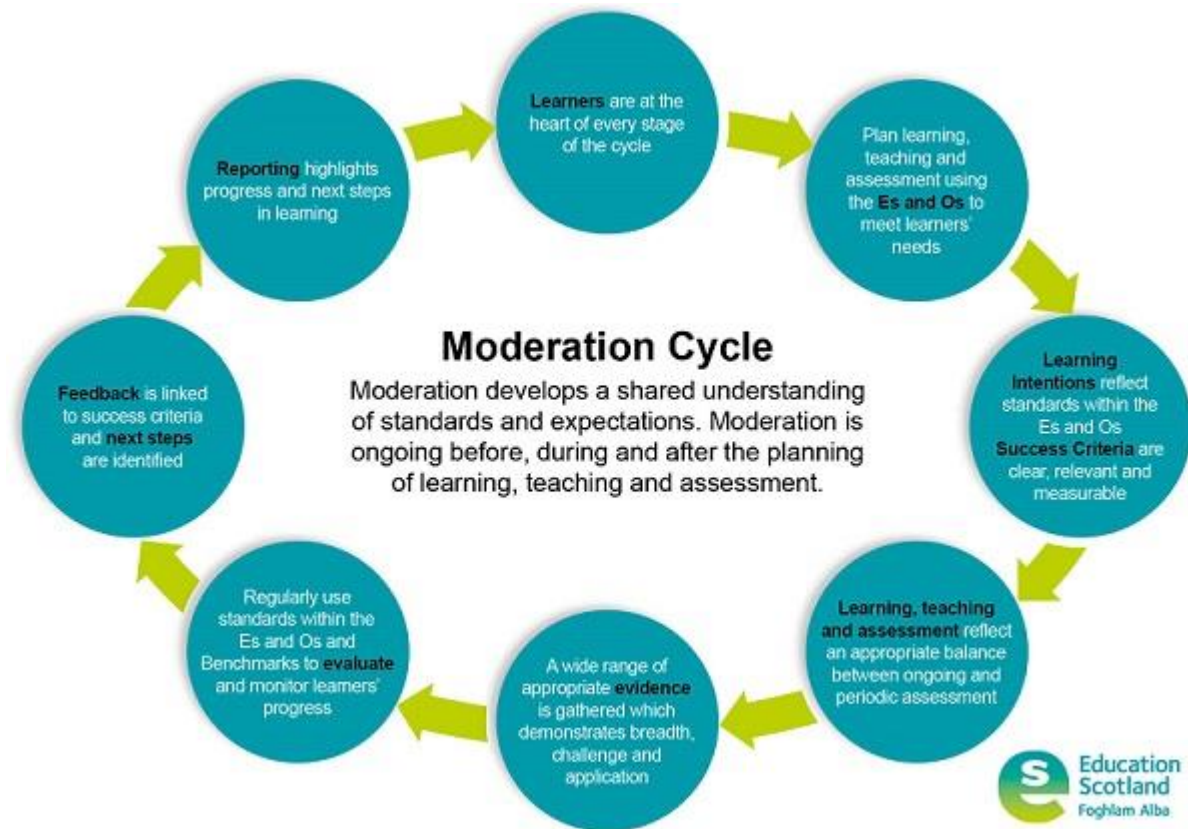 Learners are at the
heart of every stage
of the cycle
Plan learning,
teaching and
assessment using
the Es and Os to
meet learners'
needs
Learning
Intentions reflect
standards within the
Es and Os
Success Criteria are
clear, relevant and
measurable
Learning, teaching
and assessment reflect
an appropriate balance
between ongoing and
periodic assessment
A wide range of
appropriate evidence
is gathered which
demonstrates breadth,
challenge and
application
Regularly use
standards within the
Es and Os and
Benchmarks to evaluate
and monitor learners'
progress
Feedback is linked
to success criteria
and next steps
are identified
Reporting highlights
progress and next steps
in learning
Moderation Cycle
Moderation develops a shared understanding
of standards and expectations. Moderation is
ongoing before, during and after the planning
of learning, teaching and assessment.
Education
Scotland
Foghlam Alba